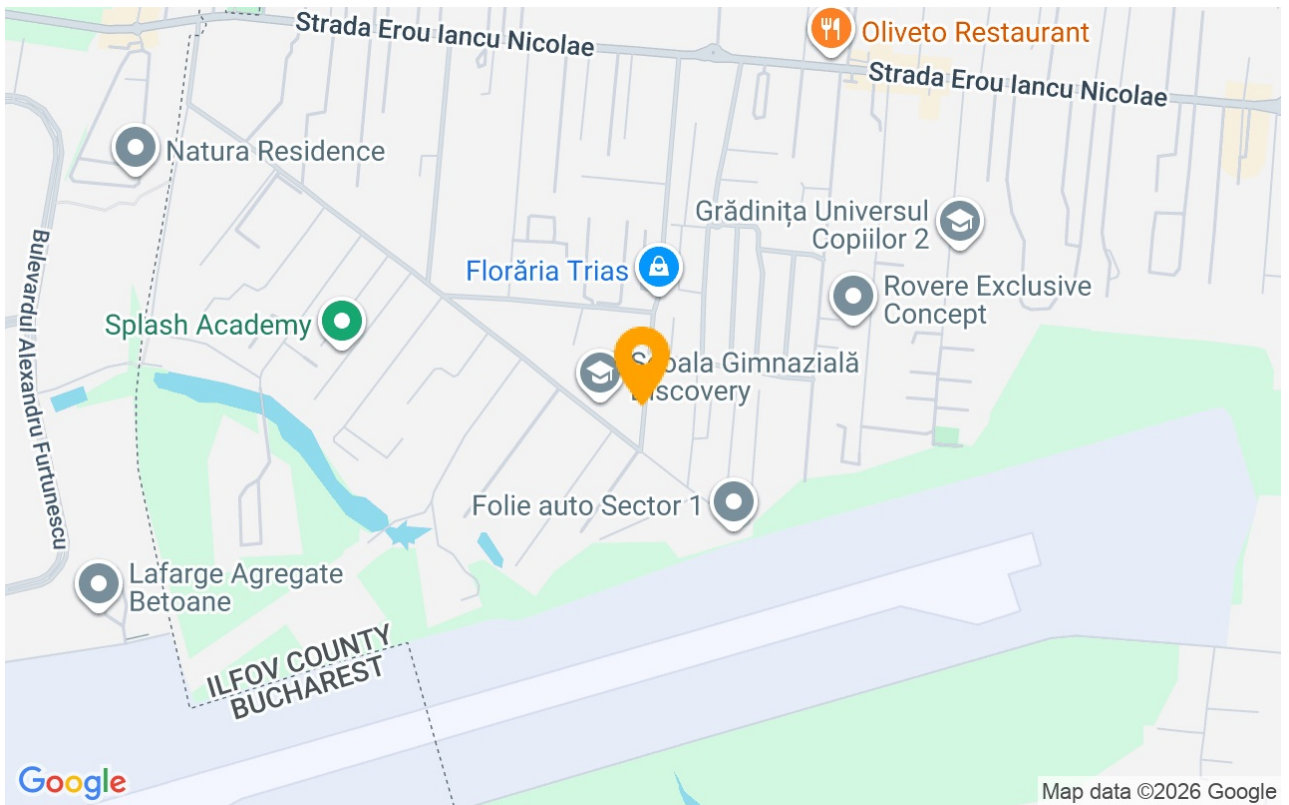 Strada Erou Iancu Nicolae
Oliveto Restaurant
Strada Erou Iancu Nicolae
Natura Residence
Grădinița Universul
Copiilor 2
Florăria Trias
Rovere Exclusive
Concept
Splash Academy
Bulevardul Alexandru Furtunescu
Gimnazială
Folie auto Sector 1
Lafarge Agregate
Betoane
ILFOV COUNTY
BUCHAREST
Google
Map data ©2026 Google